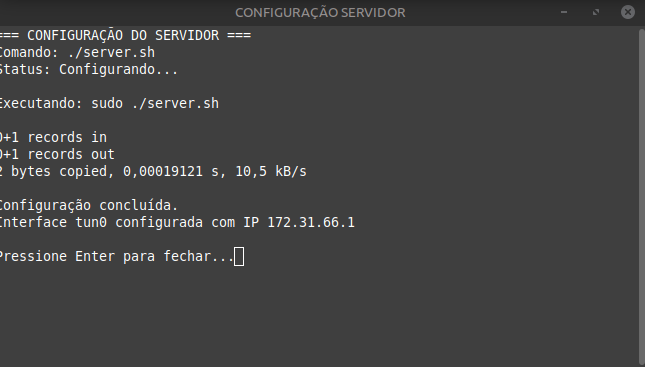 CONFIGURAÇÃO SERVIDOR
=== CONFIGURAÇÃO DO SERVIDOR ===
Comando: ./server.sh
Status: Configurando...
Executando: sudo ./server.sh
0+1 records in
0+1 records out
2 bytes copied, 0,00019121 s, 10,5 kB/s
Configuração concluída.
Interface tun0 configurada com IP 172.31.66.1
Pressione Enter para fechar...